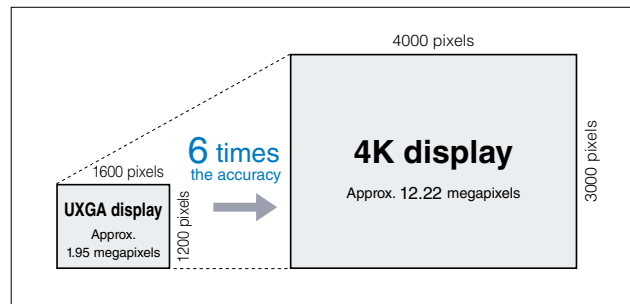 4000 pixels
6 times
the accuracy
4K display
Approx. 12.22 megapixels
3000 pixels
1600 pixels
UXGA display
Approx.
1.95 megapixels
1200 pixels